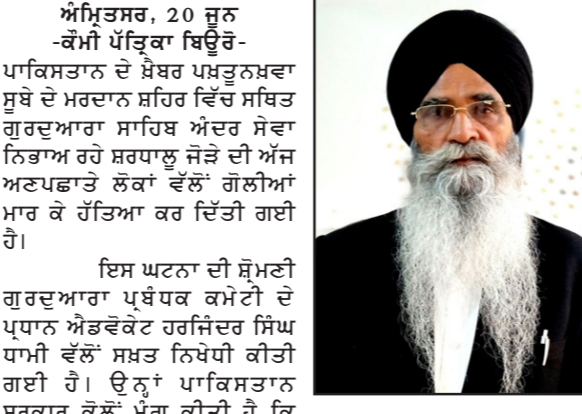 ਅੰਮ੍ਰਿਤਸਰ, 20 ਜੂਨ
-ਕੌਮੀ ਪੱਤ੍ਰਿਕਾ ਬਿਊਰੋ-
ਪਾਕਿਸਤਾਨ ਦੇ ਖ਼ੈਬਰ ਪਖ਼ਤੂਨਖ਼ਵਾ
ਸੂਬੇ ਦੇ ਮਰਦਾਨ ਸ਼ਹਿਰ ਵਿੱਚ ਸਥਿਤ
ਗੁਰਦੁਆਰਾ ਸਾਹਿਬ ਅੰਦਰ ਸੇਵਾ
ਨਿਭਾਅ ਰਹੇ ਸ਼ਰਧਾਲੂ ਜੋੜੇ ਦੀ ਅੱਜ
ਅਣਪਛਾਤੇ ਲੋਕਾਂ ਵੱਲੋਂ ਗੋਲੀਆਂ
ਮਾਰ ਕੇ ਹੱਤਿਆ ਕਰ ਦਿੱਤੀ ਗਈ
ਹੈ।
ਇਸ ਘਟਨਾ ਦੀ ਸ਼੍ਰੋਮਣੀ
ਗੁਰਦੁਆਰਾ ਪ੍ਰਬੰਧਕ ਕਮੇਟੀ ਦੇ
ਪ੍ਰਧਾਨ ਐਡਵੋਕੇਟ ਹਰਜਿੰਦਰ ਸਿੰਘ
ਧਾਮੀ ਵੱਲੋਂ ਸਖ਼ਤ ਨਿਖੇਧੀ ਕੀਤੀ
ਗਈ ਹੈ। ਉਨ੍ਹਾਂ ਪਾਕਿਸਤਾਨ
ਸਰਕਾਰ ਕੋਲੋਂ ਮੰਗ ਕੀਤੀ ਹੈ ਕਿ